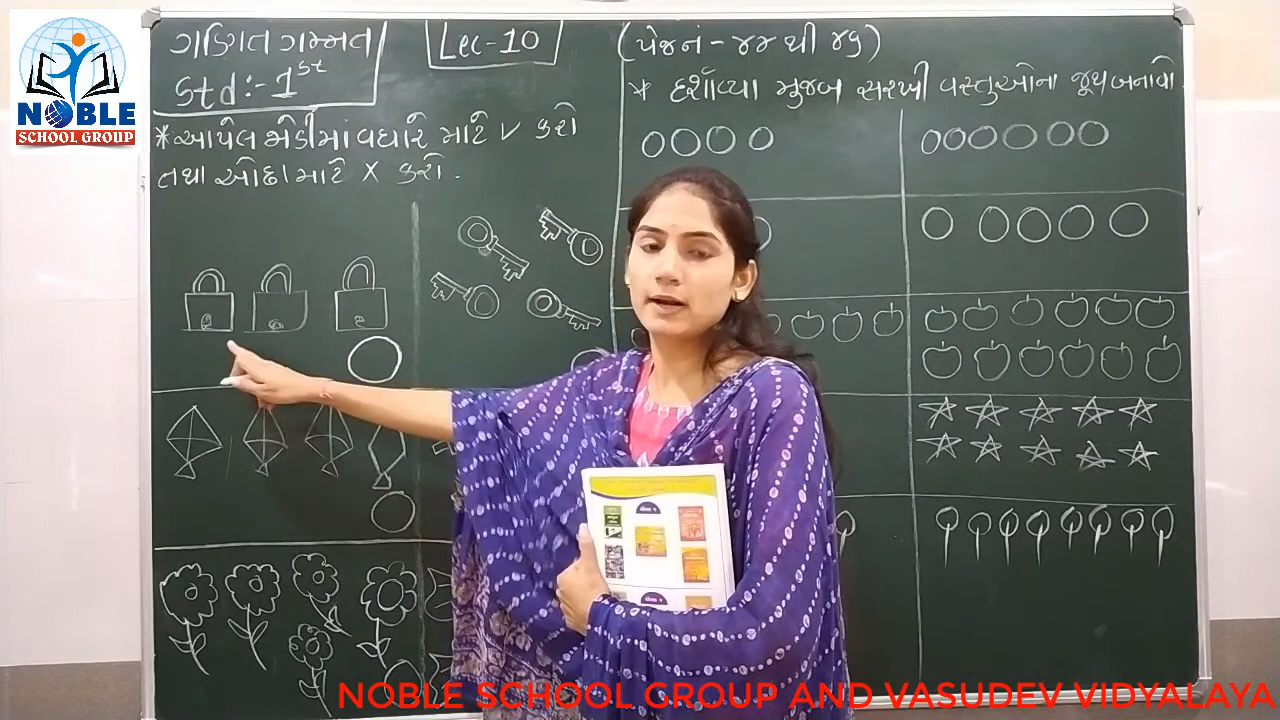 NOBLE
SCHOOL GROUP
ગણિત ગમ્મત
Std:-1st
Lec-10
(પેજનં - ૪૪ થી ૪૫)
* આપેલ જોડીમાં વધારે માટે ✓ કરો
તથા ઓછા માટે X કરો.
* દર્શાવ્યા મુજબ સરખી વસ્તુઓના જૂથ બનાવો.
NOBLE SCHOOL GROUP AND VASUDEV VIDYALAYA